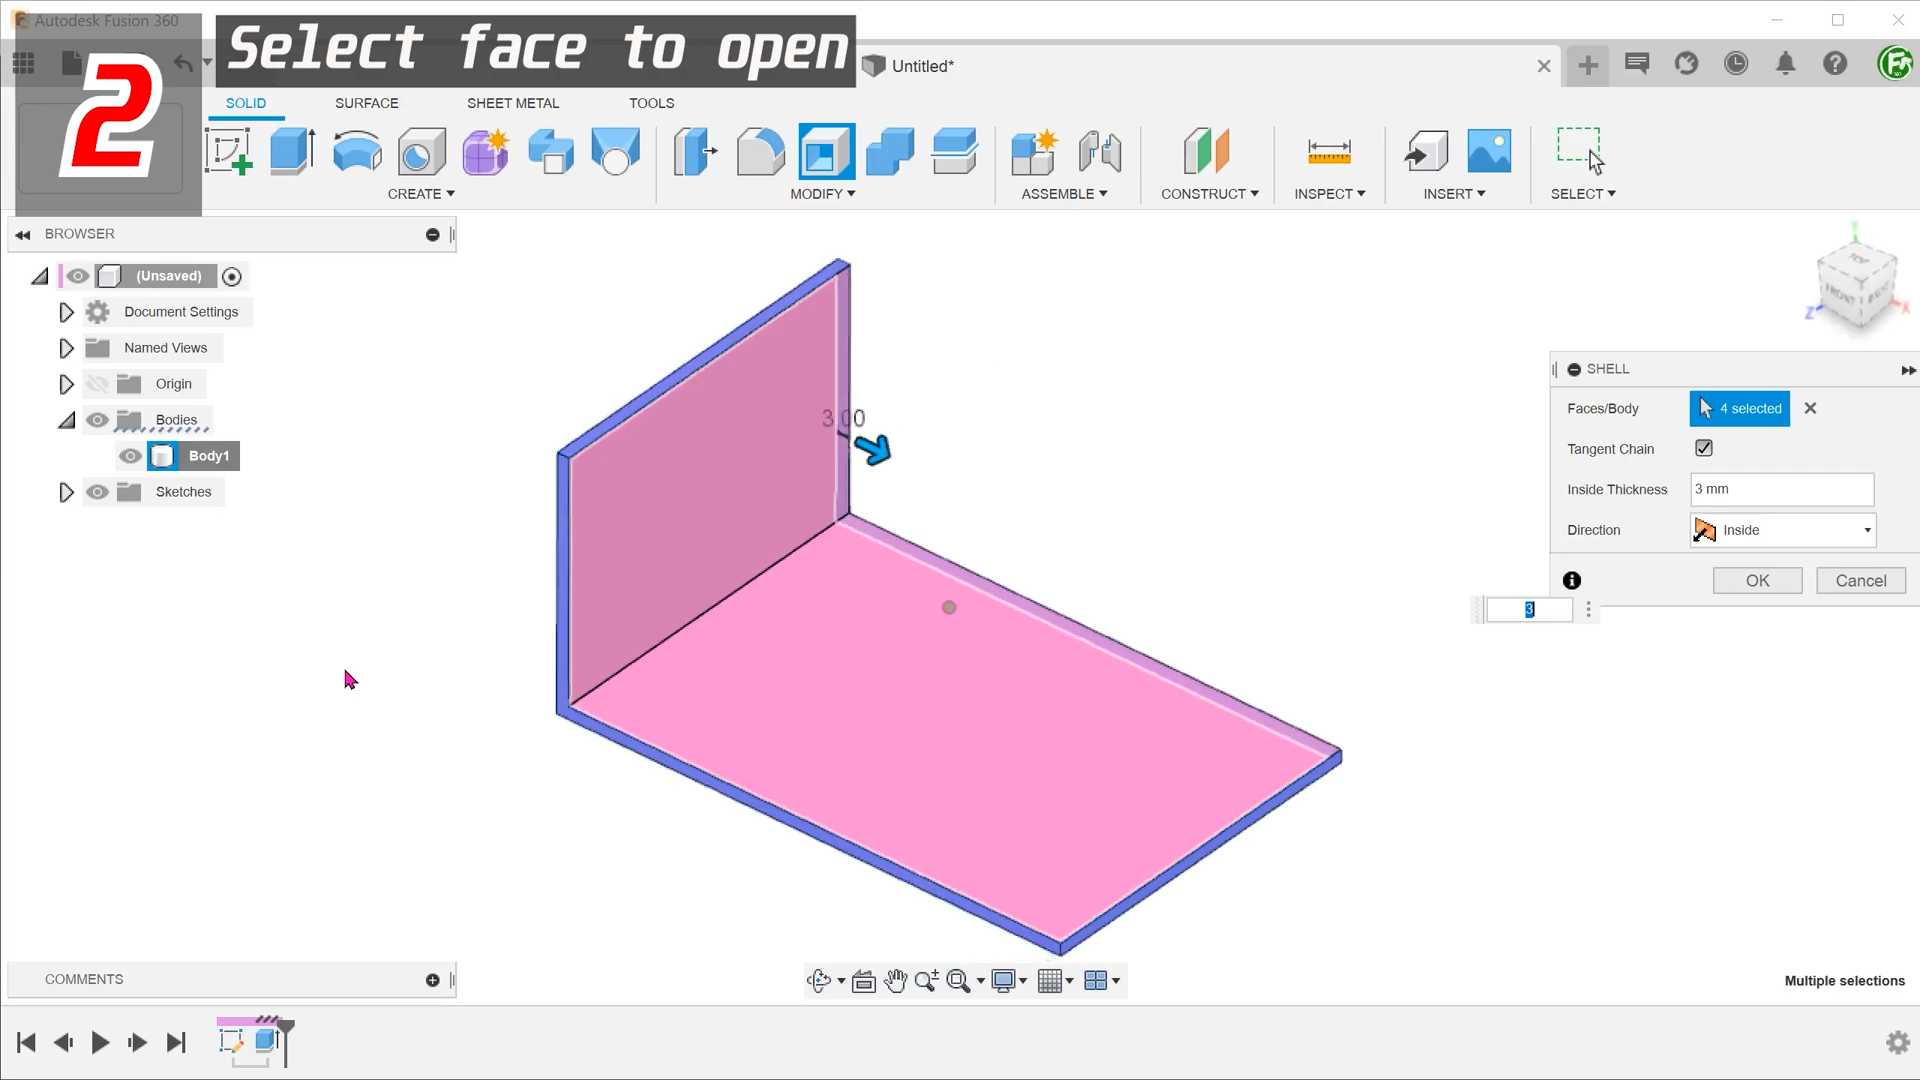 Autodesk Fusion 360
2
Select face to open
Untitled*
SOLID
SURFACE
SHEET METAL
TOOLS
CREATE
MODIFY
ASSEMBLE
CONSTRUCT
INSPECT
INSERT
SELECT
BROWSER
(Unsaved)
Document Settings
Named Views
Origin
Bodies
Body1
Sketches
TOP
FRONT
Y
Z
X
3.00
SHELL
Faces/Body
4 selected
Tangent Chain
Inside Thickness
3 mm
Direction
Inside
OK
Cancel
3
COMMENTS
Multiple selections